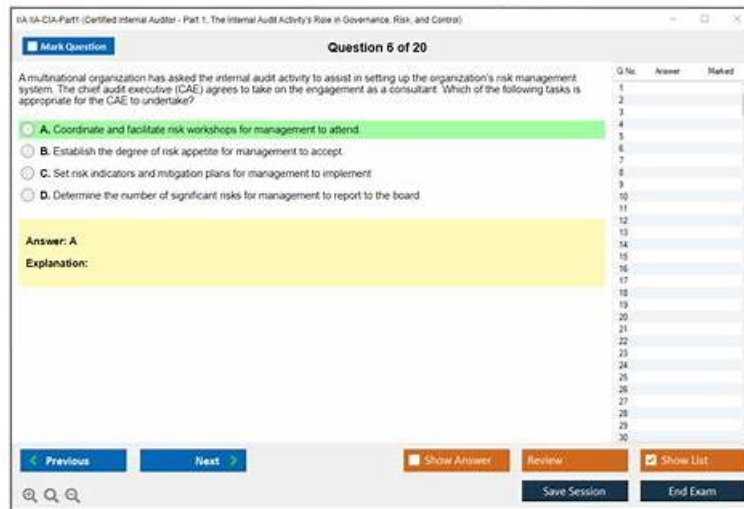 IIA IIA-CIA-Part1 (Certified Internal Auditor - Part 1, The Internal Audit Activity's Role in Governance, Risk, and Control)
Mark Question
Question 6 of 20
A multinational organization has asked the internal audit activity to assist in setting up the organization's risk management
system. The chief audit executive (CAE) agrees to take on the engagement as a consultant. Which of the following tasks is
appropriate for the CAE to undertake?
A. Coordinate and facilitate risk workshops for management to attend.
B. Establish the degree of risk appetite for management to accept.
C. Set risk indicators and mitigation plans for management to implement
D. Determine the number of significant risks for management to report to the board.
Answer: A
Explanation:
Q.No. Answer Marked
1
2
3
4
5
6
7
8
9
10
11
12
13
14
15
16
17
18
19
20
21
22
23
24
25
26
27
28
29
30
Previous
Next
Show Answer
Review
Show List
Save Session
End Exam